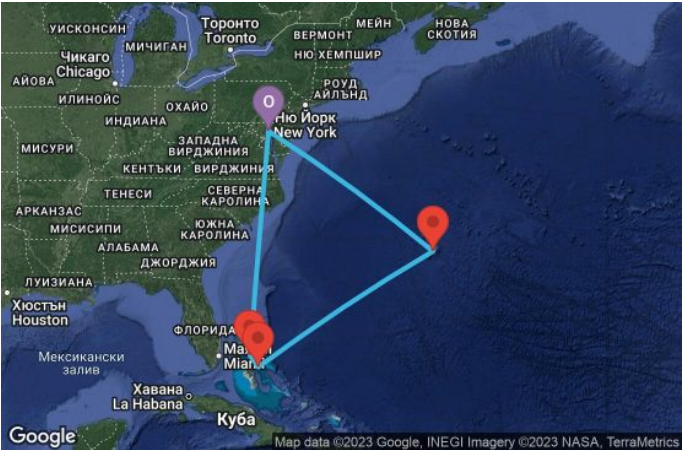 УИСКОНСИН
МИЧИГАН
Торонто
Toronto
ВЕРМОНТ
МЕЙН
НОВА
СКОТИЯ
НЮ ХЕМПШИР
Чикаго
Chicago
АЙОВА
РОУД
АЙЛЪНД
ИЛИНОЙС
ИНДИАНА
ОХАЙО
O
Ню Йорк
New York
МИСУРИ
ЗАПАДНА
ВИРДЖИНИЯ
КЕНТЪКИ
ВИРДЖИНИЯ
ТЕНЕСИ
СЕВЕРНА
КАРОЛИНА
АРКАНЗАС
МИСИСИПИ
ЮЖНА
КАРОЛИНА
АЛАБАМА
ДЖОРДЖИЯ
ЛУИЗИАНА
Хюстън
Houston
ФЛОРИДА
Miami
Мексикански
залив
Хавана
La Habana
Куба
Google
Map data ©2023 Google, INEGI Imagery ©2023 NASA, TerraMetrics